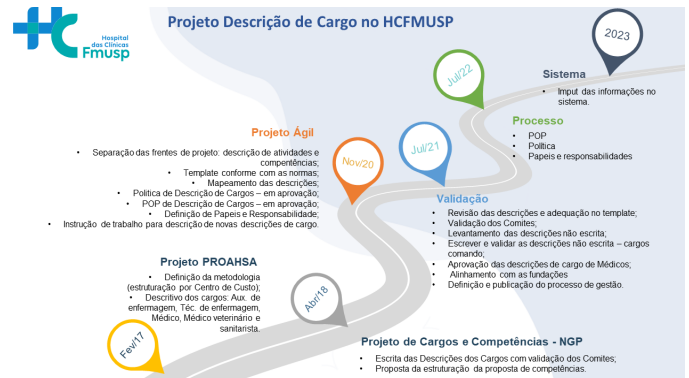 Hospital
das Clínicas
Fmusp
Projeto Descrição de Cargo no HCFMUSP
2023
Jul/22
Sistema
• Imput das informações no
sistema.
Processo
• POP
• Política
• Papeis e responsabilidades
Projeto Ágil
• Separação das frentes de projeto: descrição de atividades e
compentências;
• Template conforme com as normas;
• Mapeamento das descrições;
• Politica de Descrição de Cargos – em aprovação;
• POP de Descrição de Cargos – em aprovação;
• Definição de Papeis e Responsabilidade;
• Instrução de trabalho para descrição de novas descrições de cargo.
Nov/20
Jul/21
Validação
• Revisão das descrições e adequação no template;
• Validação dos Comites;
• Levantamento das descrições não escrita;
• Escrever e validar as descrições não escrita – cargos
comando;
• Aprovação das descrições de cargo de Médicos;
• Alinhamento com as fundações
• Definição e publicação do processo de gestão.
Projeto PROAHSA
• Definição da metodologia
(estruturação por Centro de Custo);
• Descritivo dos cargos: Aux. de
enfermagem, Téc. de enfermagem,
Médico, Médico veterinário e
sanitarista.
Abr/18
Fev/17
Projeto de Cargos e Competências - NGP
• Escrita das Descrições dos Cargos com validação dos Comites;
• Proposta da estruturação da proposta de competências.